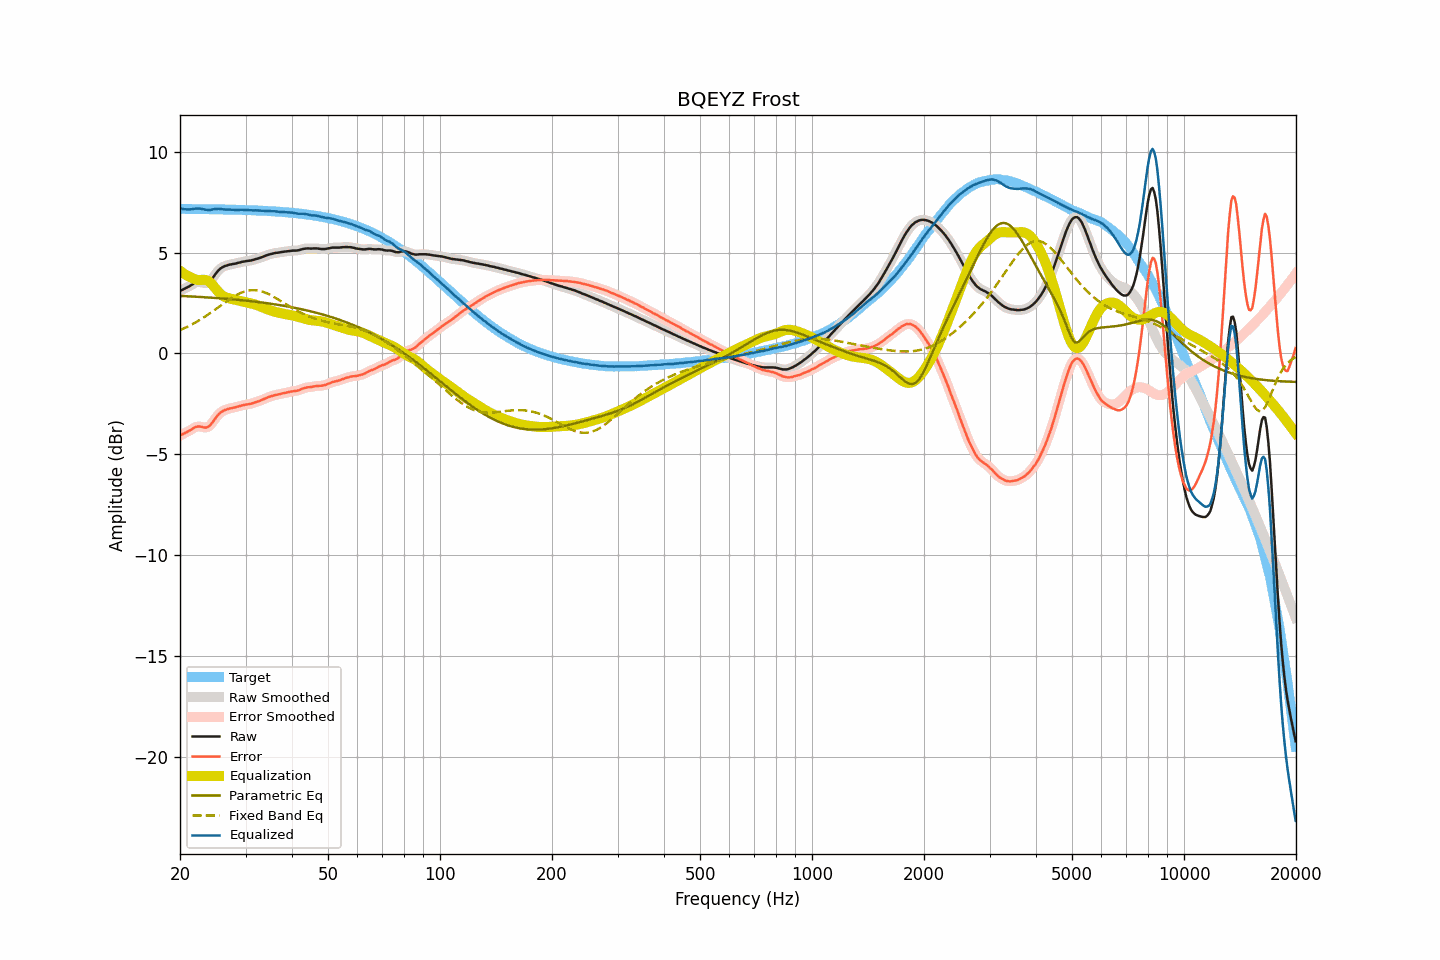 BQEYZ Frost
Amplitude (dBr)
10
5
0
−5
−10
−15
−20
Target
Raw Smoothed
Error Smoothed
Raw
Error
Equalization
Parametric Eq
Fixed Band Eq
Equalized
20 50 100 200 500 1000 2000 5000 10000 20000
Frequency (Hz)